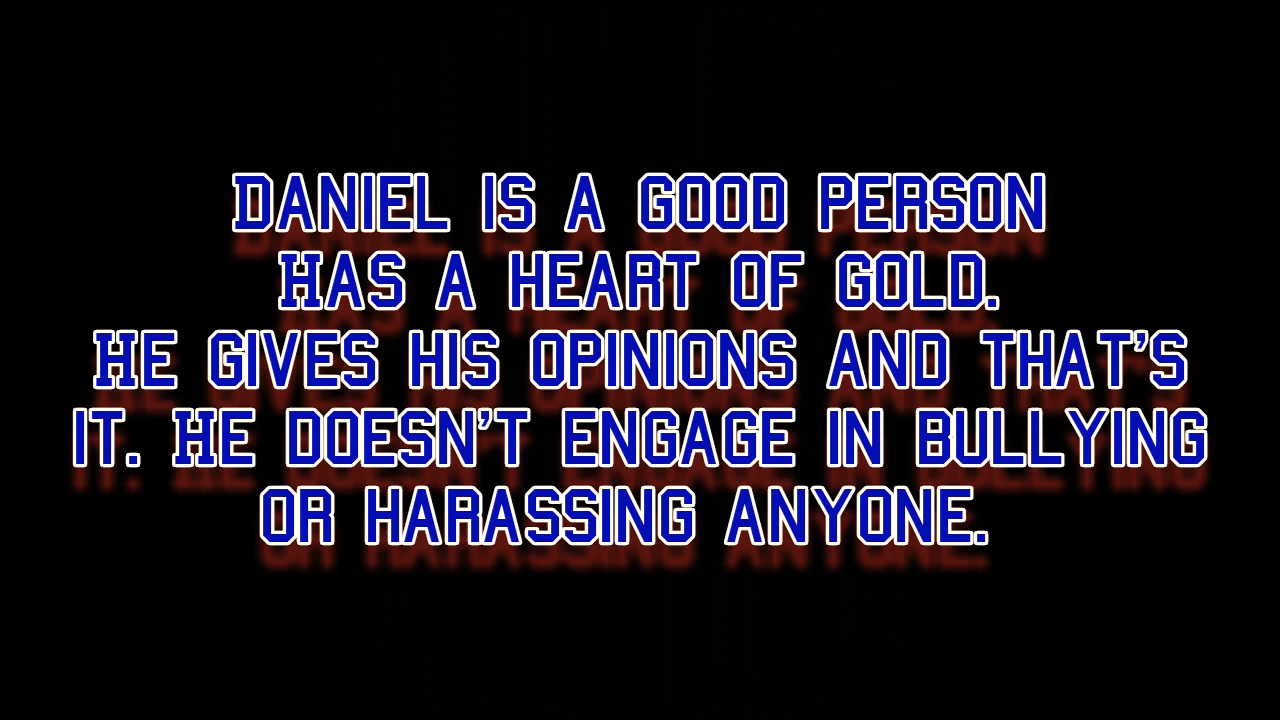 DANIEL IS A GOOD PERSON
HAS A HEART OF GOLD.
HE GIVES HIS OPINIONS AND THAT'S
IT. HE DOESN'T ENGAGE IN BULLYING
OR HARASSING ANYONE.